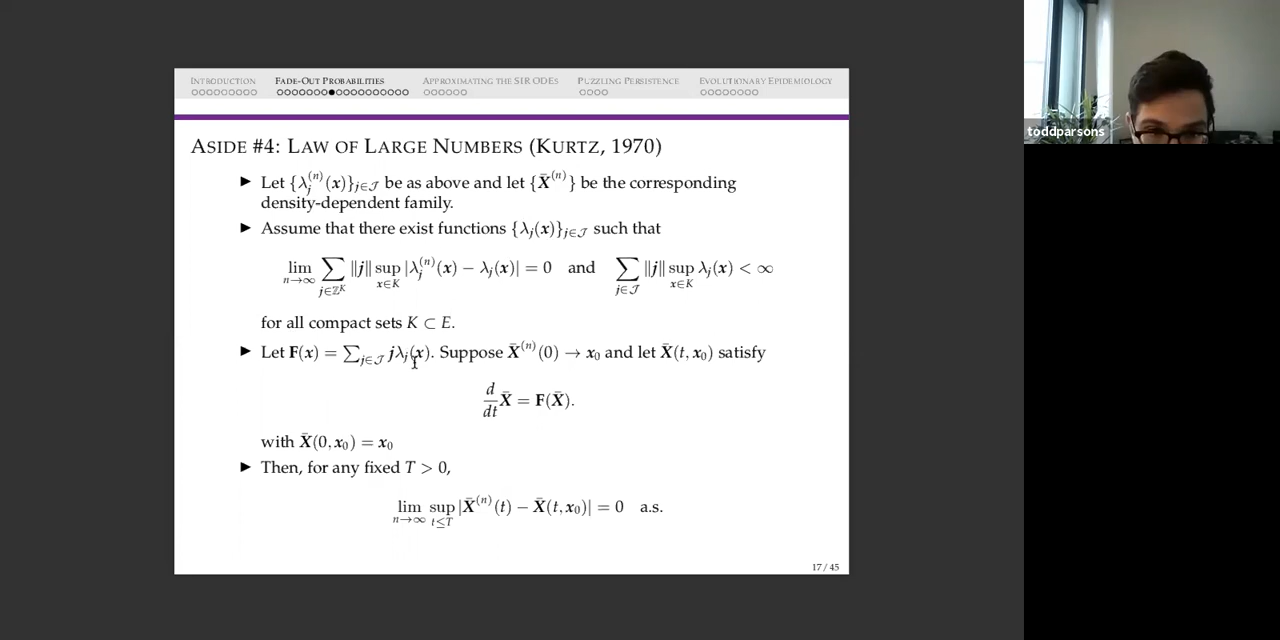 INTRODUCTION FADE-OUT PROBABILITIES APPROXIMATING THE SIR ODES PUZZLING PERSISTENCE EVOLUTIONARY EPIDEMIOLOGY
ASIDE #4: LAW OF LARGE NUMBERS (KURTZ, 1970)
▶ Let {λ_j^{(n)}(x)}_{j∈𝒥} be as above and let {X̄^{(n)}} be the corresponding
density-dependent family.
▶ Assume that there exist functions {λ_j(x)}_{j∈𝒥} such that
lim_{n→∞} ∑_{j∈ℤ^K} ‖j‖ sup_{x∈K} |λ_j^{(n)}(x) − λ_j(x)| = 0 and ∑_{j∈𝒥} ‖j‖ sup_{x∈K} λ_j(x) < ∞
for all compact sets K ⊂ E.
▶ Let F(x) = ∑_{j∈𝒥} jλ_j(x). Suppose X̄^{(n)}(0) → x_0 and let X̄(t, x_0) satisfy
d/dt X̄ = F(X̄).
with X̄(0, x_0) = x_0
▶ Then, for any fixed T > 0,
lim_{n→∞} sup_{t≤T} |X̄^{(n)}(t) − X̄(t, x_0)| = 0 a.s.
17 / 45
toddparsons